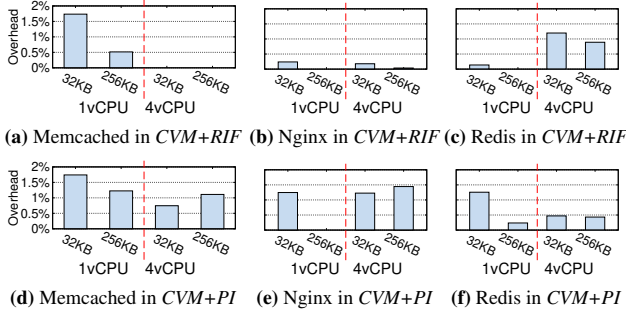 Overhead
2%
1.5%
1%
0.5%
0%
32KB 256KB 32KB 256KB
1vCPU 4vCPU
32KB 256KB 32KB 256KB
1vCPU 4vCPU
32KB 256KB 32KB 256KB
1vCPU 4vCPU
(a) Memcached in CVM+RIF (b) Nginx in CVM+RIF (c) Redis in CVM+RIF
Overhead
2%
1.5%
1%
0.5%
0%
32KB 256KB 32KB 256KB
1vCPU 4vCPU
32KB 256KB 32KB 256KB
1vCPU 4vCPU
32KB 256KB 32KB 256KB
1vCPU 4vCPU
(d) Memcached in CVM+PI (e) Nginx in CVM+PI (f) Redis in CVM+PI